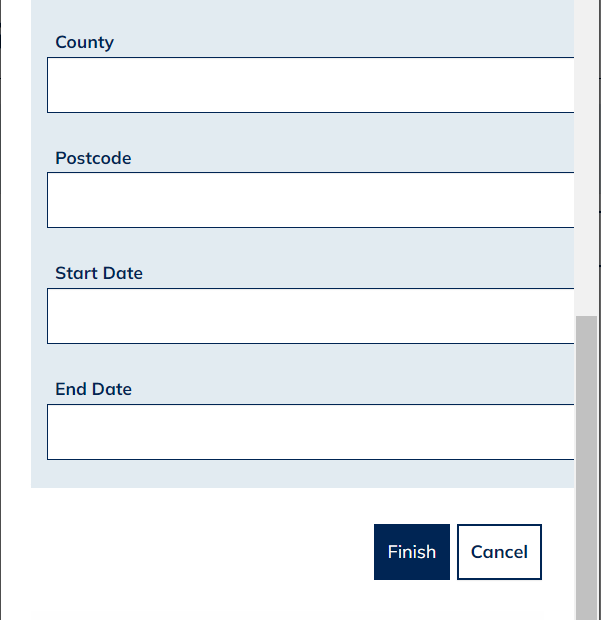 County
Postcode
Start Date
End Date
Finish Cancel